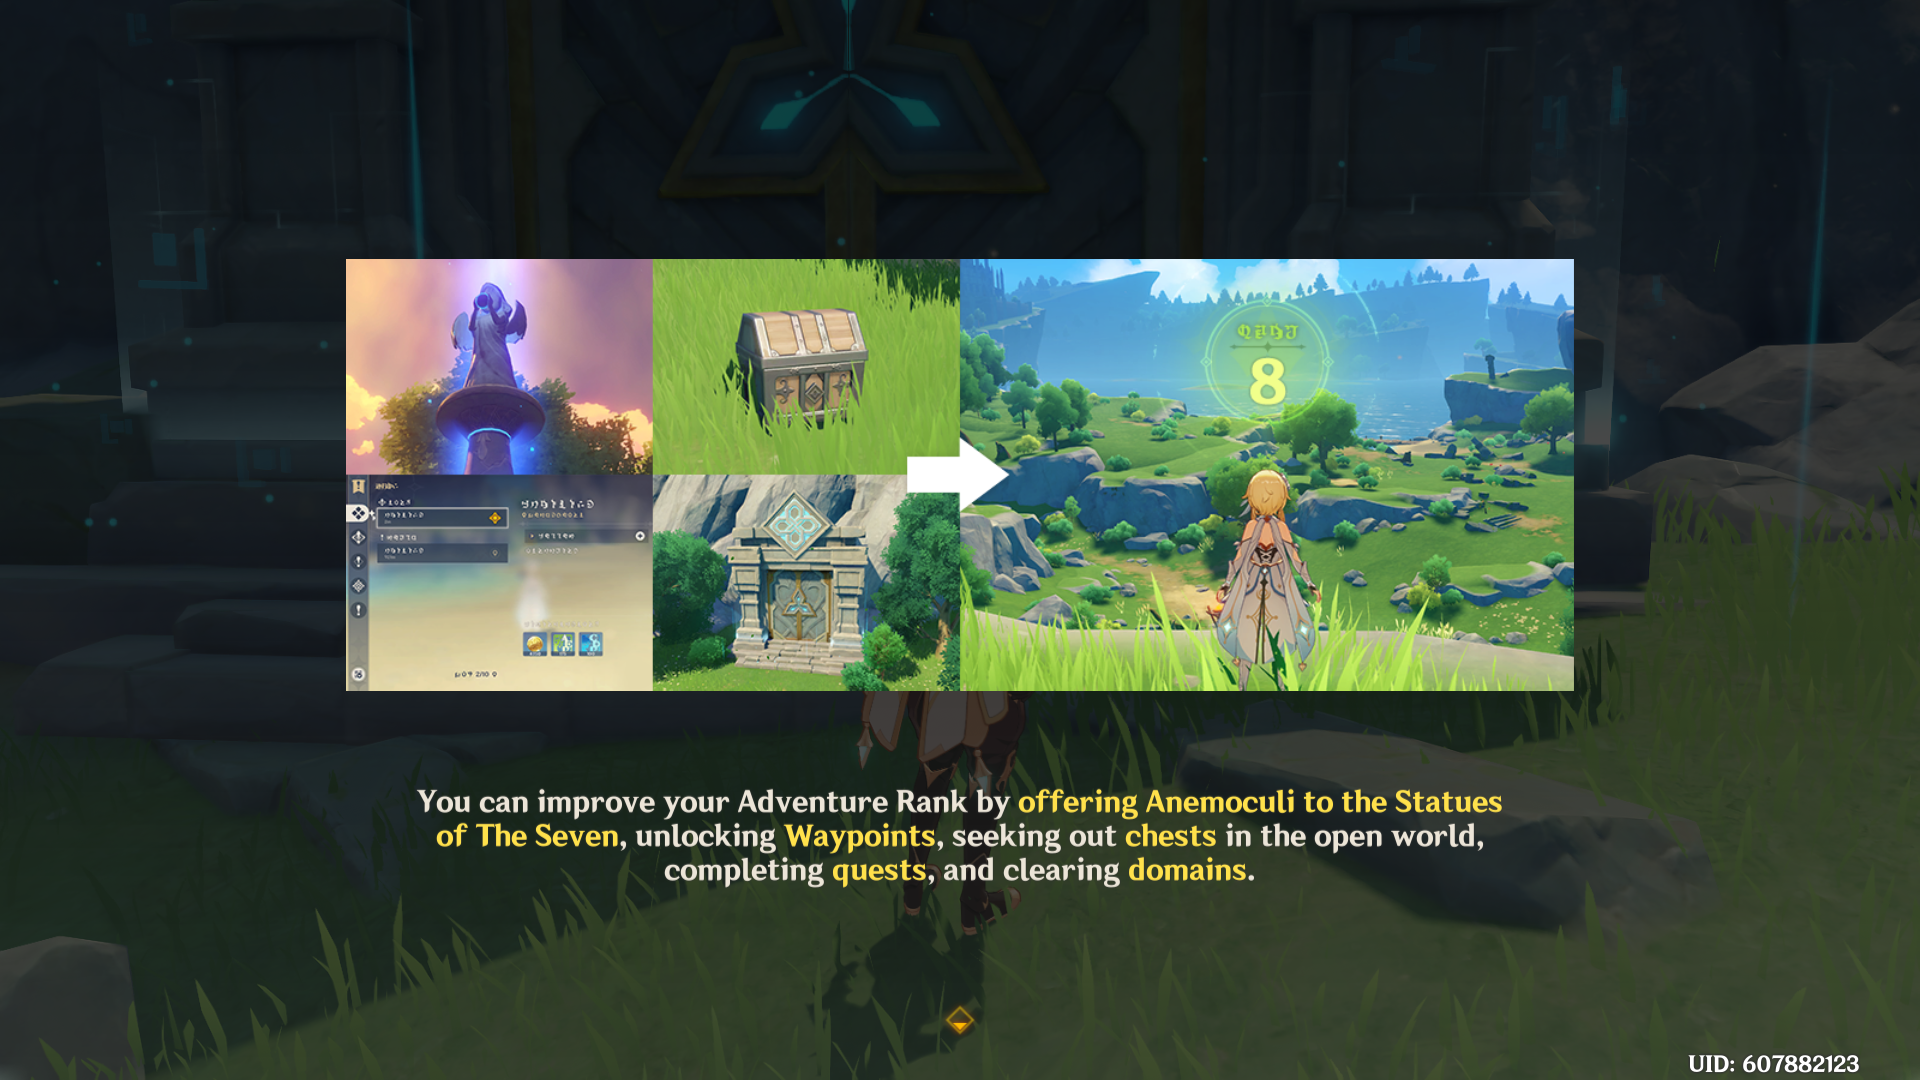 8
You can improve your Adventure Rank by offering Anemoculi to the Statues
of The Seven, unlocking Waypoints, seeking out chests in the open world,
completing quests, and clearing domains.
UID: 607882123